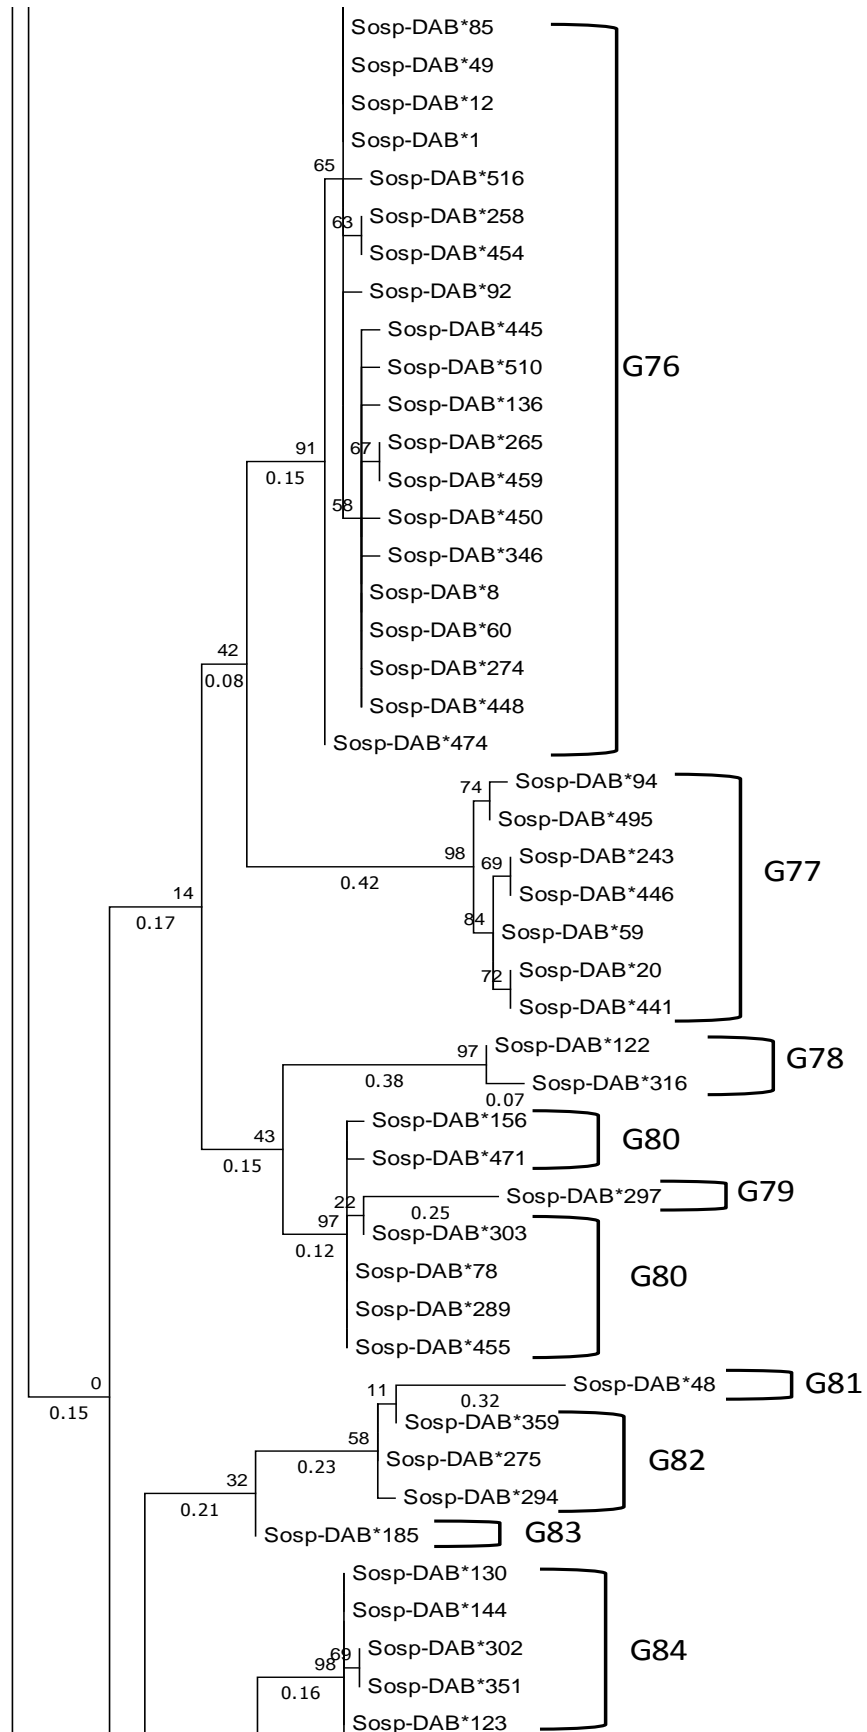 Sosp-DAB*85
Sosp-DAB*49
Sosp-DAB*12
Sosp-DAB*1
65
Sosp-DAB*516
Sosp-DAB*258
63
Sosp-DAB*454
Sosp-DAB*92
Sosp-DAB*445
Sosp-DAB*510
G76
Sosp-DAB*136
Sosp-DAB*265
67
91
0.15
Sosp-DAB*459
58
Sosp-DAB*450
Sosp-DAB*346
Sosp-DAB*8
Sosp-DAB*60
42
0.08
Sosp-DAB*274
Sosp-DAB*448
Sosp-DAB*474
74
Sosp-DAB*94
Sosp-DAB*495
98
0.42
69
Sosp-DAB*243
G77
Sosp-DAB*446
14
0.17
84
Sosp-DAB*59
72
Sosp-DAB*20
Sosp-DAB*441
97
0.38
Sosp-DAB*122
G78
Sosp-DAB*316
0.07
Sosp-DAB*156
43
0.15
G80
Sosp-DAB*471
Sosp-DAB*297
G79
22
0.25
97
0.12
Sosp-DAB*303
Sosp-DAB*78
G80
Sosp-DAB*289
Sosp-DAB*455
0
0.15
11
0.32
Sosp-DAB*48
G81
Sosp-DAB*359
58
0.23
Sosp-DAB*275
G82
32
0.21
Sosp-DAB*294
Sosp-DAB*185
G83
Sosp-DAB*130
Sosp-DAB*144
69
Sosp-DAB*302
G84
98
0.16
Sosp-DAB*351
Sosp-DAB*123